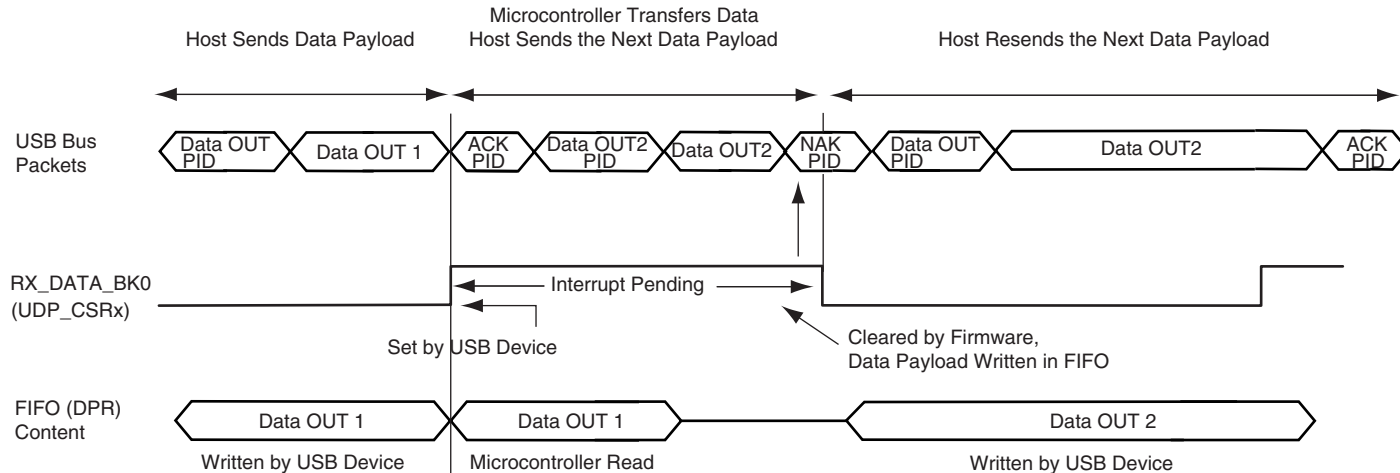 Microcontroller Transfers Data
Host Sends Data Payload
Host Sends the Next Data Payload
Host Resends the Next Data Payload
USB Bus
Packets
Data OUT
PID
Data OUT 1
ACK
PID
Data OUT2
PID
Data OUT2
NAK
PID
Data OUT
PID
Data OUT2
ACK
PID
RX_DATA_BK0
(UDP_CSRx)
Interrupt Pending
Set by USB Device
Cleared by Firmware,
Data Payload Written in FIFO
FIFO (DPR)
Content
Data OUT 1
Data OUT 1
Data OUT 2
Written by USB Device
Microcontroller Read
Written by USB Device